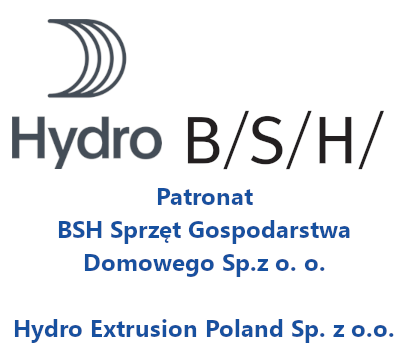 Hydro B/S/H/
Patronat
BSH Sprzęt Gospodarstwa
Domowego Sp.z o. o.
Hydro Extrusion Poland Sp. z o.o.